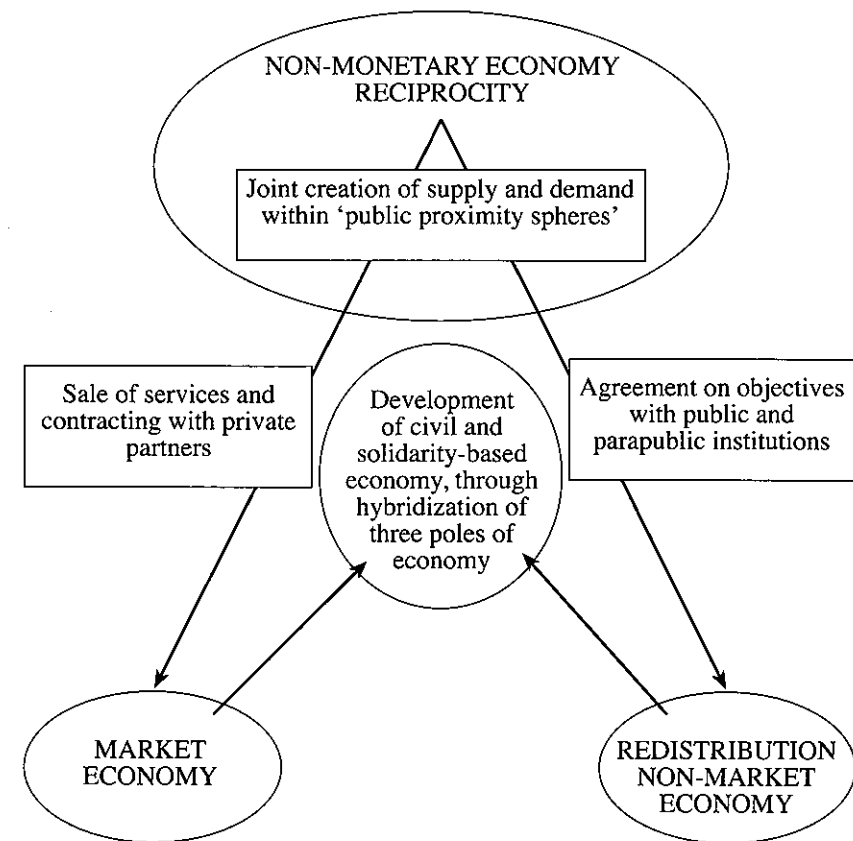 NON-MONETARY ECONOMY
RECIPROCITY
Joint creation of supply and demand
within ‘public proximity spheres’
Sale of services and
contracting with private
partners
Development
of civil and
solidarity-based
economy, through
hybridization of
three poles of
economy
Agreement on objectives
with public and
parapublic institutions
MARKET
ECONOMY
REDISTRIBUTION
NON-MARKET
ECONOMY